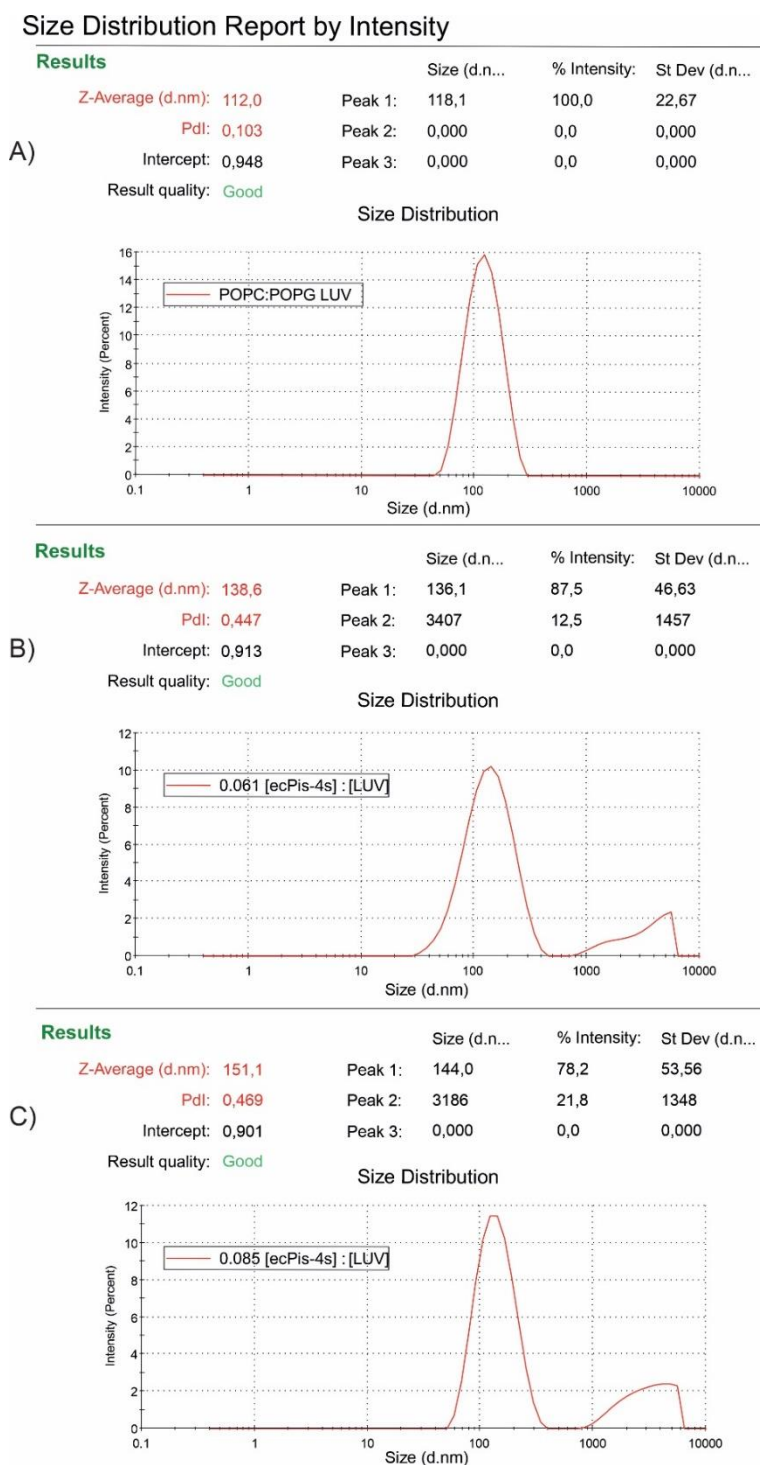 Size Distribution Report by Intensity
Results
Size (d.n... % Intensity: St Dev (d.n...
Z-Average (d.nm): 112,0 Peak 1: 118,1 100,0 22,67
PdI: 0,103 Peak 2: 0,000 0,0 0,000
A)
Intercept: 0,948 Peak 3: 0,000 0,0 0,000
Result quality: Good
Size Distribution
Intensity (Percent)
16
14
12
10
8
6
4
2
0
POPC:POPG LUV
0.1 1 10 100 1000 10000
Size (d.nm)
Results
Size (d.n... % Intensity: St Dev (d.n...
Z-Average (d.nm): 138,6 Peak 1: 136,1 87,5 46,63
PdI: 0,447 Peak 2: 3407 12,5 1457
B)
Intercept: 0,913 Peak 3: 0,000 0,0 0,000
Result quality: Good
Size Distribution
Intensity (Percent)
12
10
8
6
4
2
0
0.061 [ecPis-4s] : [LUV]
0.1 1 10 100 1000 10000
Size (d.nm)
Results
Size (d.n... % Intensity: St Dev (d.n...
Z-Average (d.nm): 151,1 Peak 1: 144,0 78,2 53,56
PdI: 0,469 Peak 2: 3186 21,8 1348
C)
Intercept: 0,901 Peak 3: 0,000 0,0 0,000
Result quality: Good
Size Distribution
Intensity (Percent)
12
10
8
6
4
2
0
0.085 [ecPis-4s] : [LUV]
0.1 1 10 100 1000 10000
Size (d.nm)